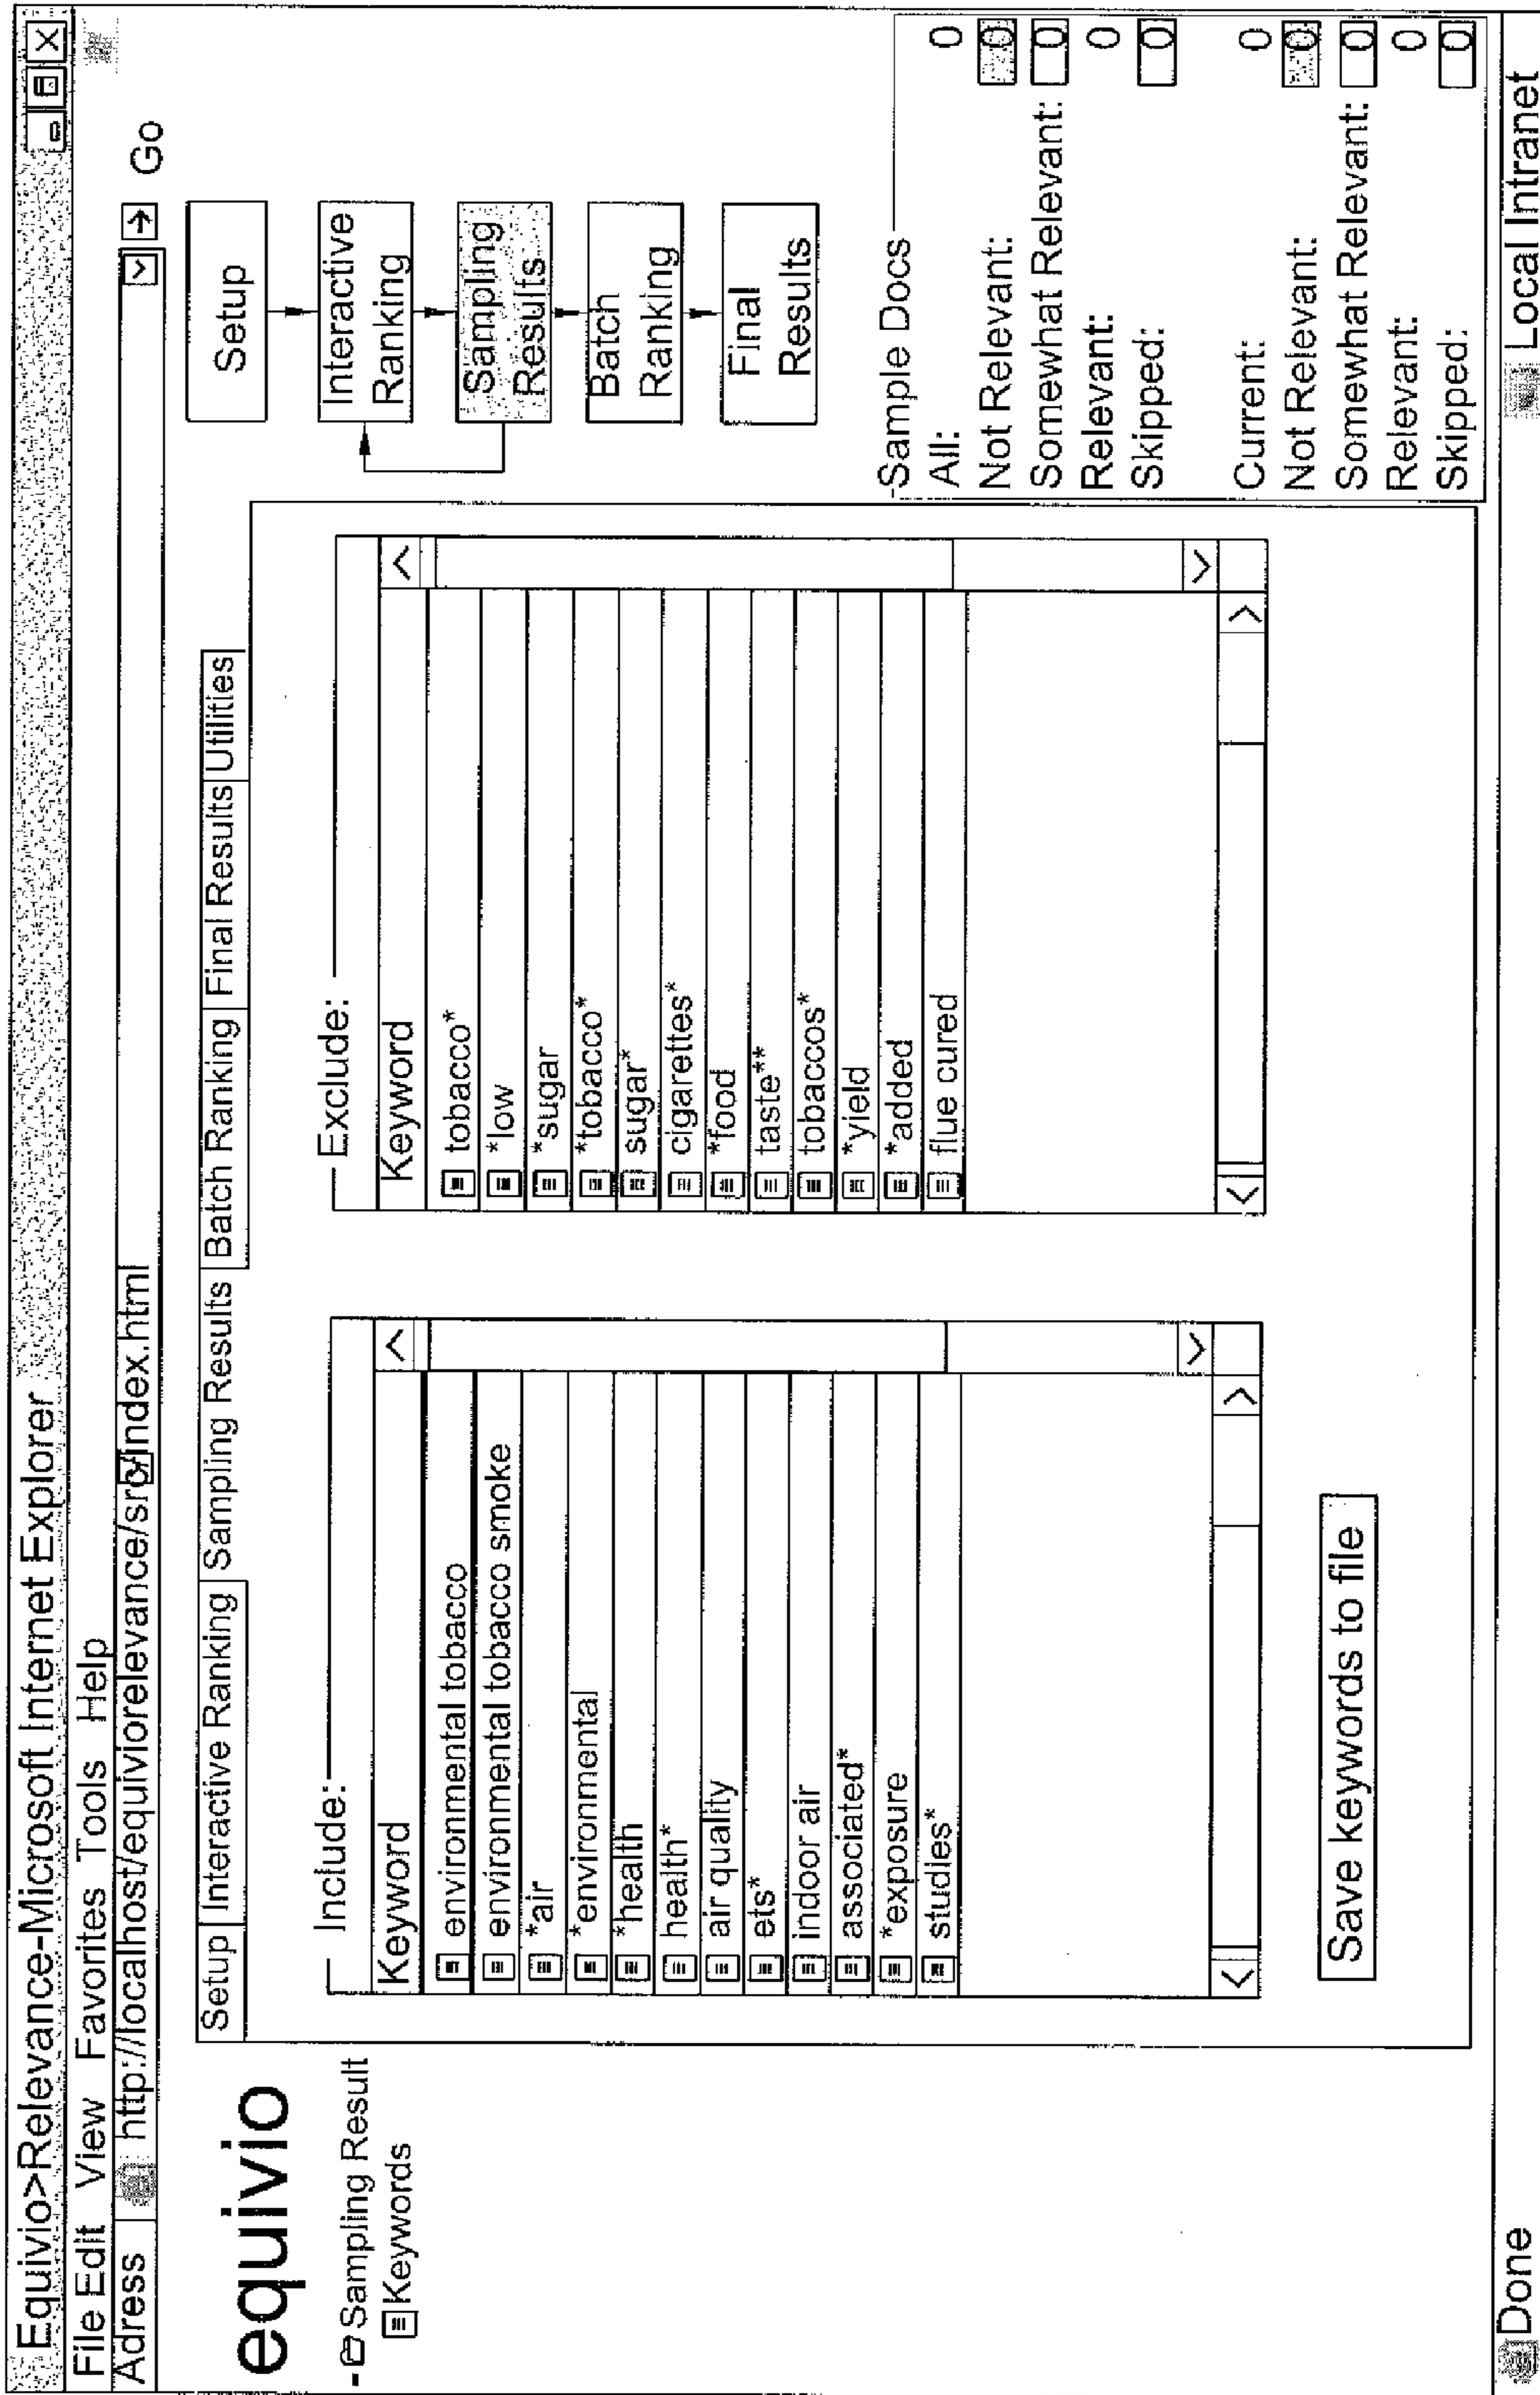 Equivio>Relevance-Microsoft Internet Explorer
File Edit View Favorites Tools Help
Adress http://localhost/equiviorelevance/src/index.html Go
equivio
Setup Interactive Ranking Sampling Results Batch Ranking Final Results Utilities
-Sampling Result
Keywords
Include:
Keyword
environmental tobacco
environmental tobacco smoke
*air
*environmental
*health
health*
air quality
ets*
indoor air
associated*
*exposure
studies*
Exclude:
Keyword
tobacco*
*low
*sugar
*tobacco*
sugar*
cigarettes*
*food
taste**
tobaccos*
*yield
*added
flue cured
Save keywords to file
Setup
Interactive
Ranking
Sampling
Results
Batch
Ranking
Final
Results
Sample Docs
All: 0
Not Relevant: 0
Somewhat Relevant: 0
Relevant: 0
Skipped: 0
Current: 0
Not Relevant: 0
Somewhat Relevant: 0
Relevant: 0
Skipped: 0
Done Local Intranet